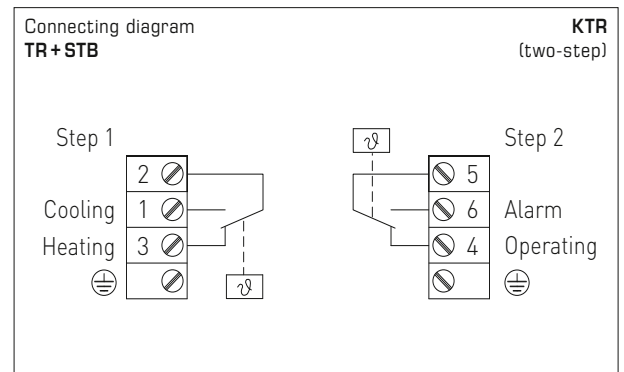 Connecting diagram
TR + STB
KTR
(two-step)
ϑ
Step 1
Step 2
2
5
Cooling 1
6 Alarm
Heating 3
4 Operating
ϑ